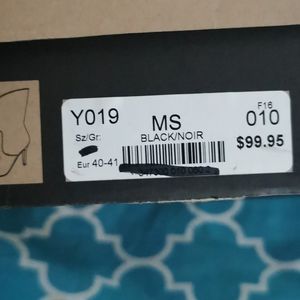 Y019 MS F16 010
Sz/Gr: BLACK/NOIR $99.95
Eur 40-41